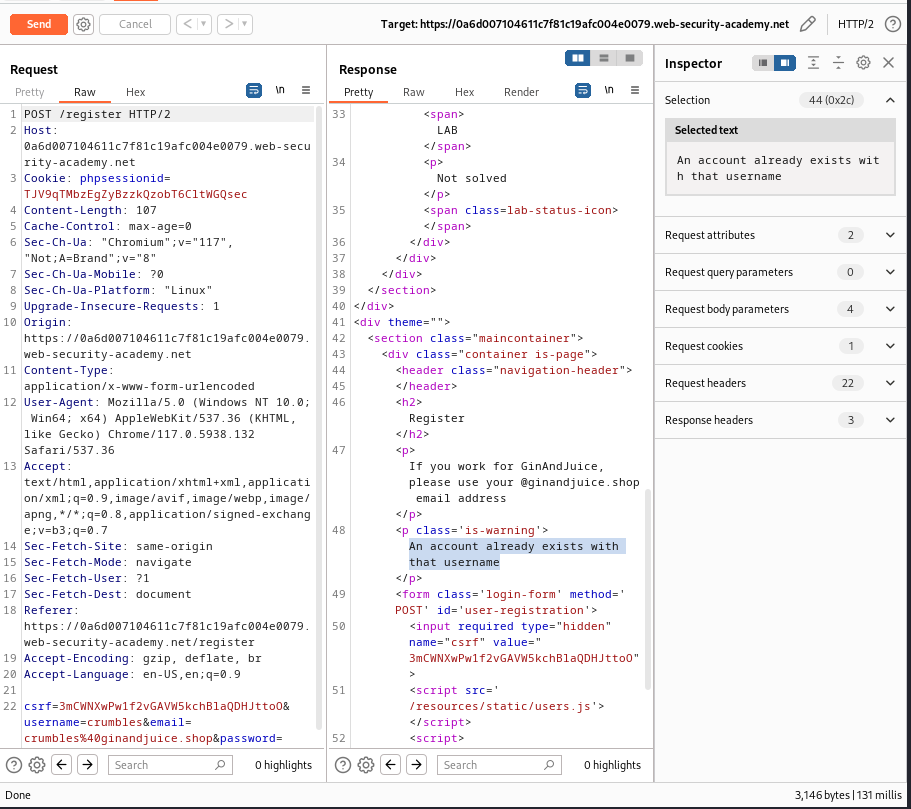 Send Cancel < > Target: https://0a6d007104611c7f81c19afc004e0079.web-security-academy.net HTTP/2 ?
Request
Pretty Raw Hex \n
1 POST /register HTTP/2
2 Host:
0a6d007104611c7f81c19afc004e0079.web-secu
rity-academy.net
3 Cookie: phpsessionid=
TJV9qTMbzEgZyBzzkQzobT6CltWGQsec
4 Content-Length: 107
5 Cache-Control: max-age=0
6 Sec-Ch-Ua: "Chromium";v="117",
"Not;A=Brand";v="8"
7 Sec-Ch-Ua-Mobile: ?0
8 Sec-Ch-Ua-Platform: "Linux"
9 Upgrade-Insecure-Requests: 1
10 Origin:
https://0a6d007104611c7f81c19afc004e0079.
web-security-academy.net
11 Content-Type:
application/x-www-form-urlencoded
12 User-Agent: Mozilla/5.0 (Windows NT 10.0;
Win64; x64) AppleWebKit/537.36 (KHTML,
like Gecko) Chrome/117.0.5938.132
Safari/537.36
13 Accept:
text/html,application/xhtml+xml,applicati
on/xml;q=0.9,image/avif,image/webp,image/
apng,*/*;q=0.8,application/signed-exchang
e;v=b3;q=0.7
14 Sec-Fetch-Site: same-origin
15 Sec-Fetch-Mode: navigate
16 Sec-Fetch-User: ?1
17 Sec-Fetch-Dest: document
18 Referer:
https://0a6d007104611c7f81c19afc004e0079.
web-security-academy.net/register
19 Accept-Encoding: gzip, deflate, br
20 Accept-Language: en-US,en;q=0.9
21
22 csrf=3mCWNXwPw1f2vGAVW5kchBlaQDHJttoO&
username=crumbles&email=
crumbles%40ginandjuice.shop&password=
? Search 0 highlights
Response
Pretty Raw Hex Render \n
33 <span>
LAB
</span>
34 <p>
Not solved
</p>
35 <span class=lab-status-icon>
</span>
36 </div>
37 </div>
38 </div>
39 </section>
40 </div>
41 <div theme="">
42 <section class="maincontainer">
43 <div class="container is-page">
44 <header class="navigation-header">
45 </header>
46 <h2>
Register
</h2>
47 <p>
If you work for GinAndJuice,
please use your @ginandjuice.shop
email address
</p>
48 <p class='is-warning'>
An account already exists with
that username
</p>
49 <form class='login-form' method='
POST' id='user-registration'>
50 <input required type="hidden"
name="csrf" value="
3mCWNXwPw1f2vGAVW5kchBlaQDHJttoO"
>
51 <script src='
/resources/static/users.js'>
</script>
52 <script>
? Search 0 highlights
Inspector
Selection 44 (0x2c)
Selected text
An account already exists wit
h that username
Request attributes 2
Request query parameters 0
Request body parameters 4
Request cookies 1
Request headers 22
Response headers 3
Done 3,146 bytes | 131 millis